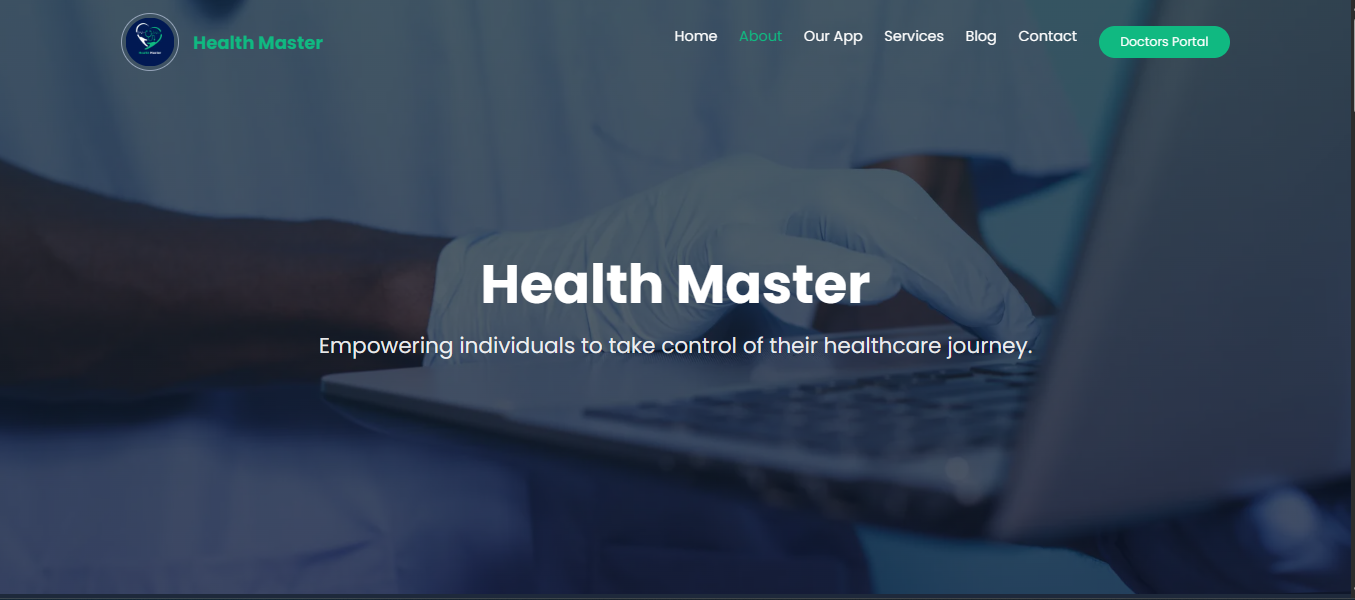 Health Master
Home About Our App Services Blog Contact Doctors Portal
Health Master
Empowering individuals to take control of their healthcare journey.